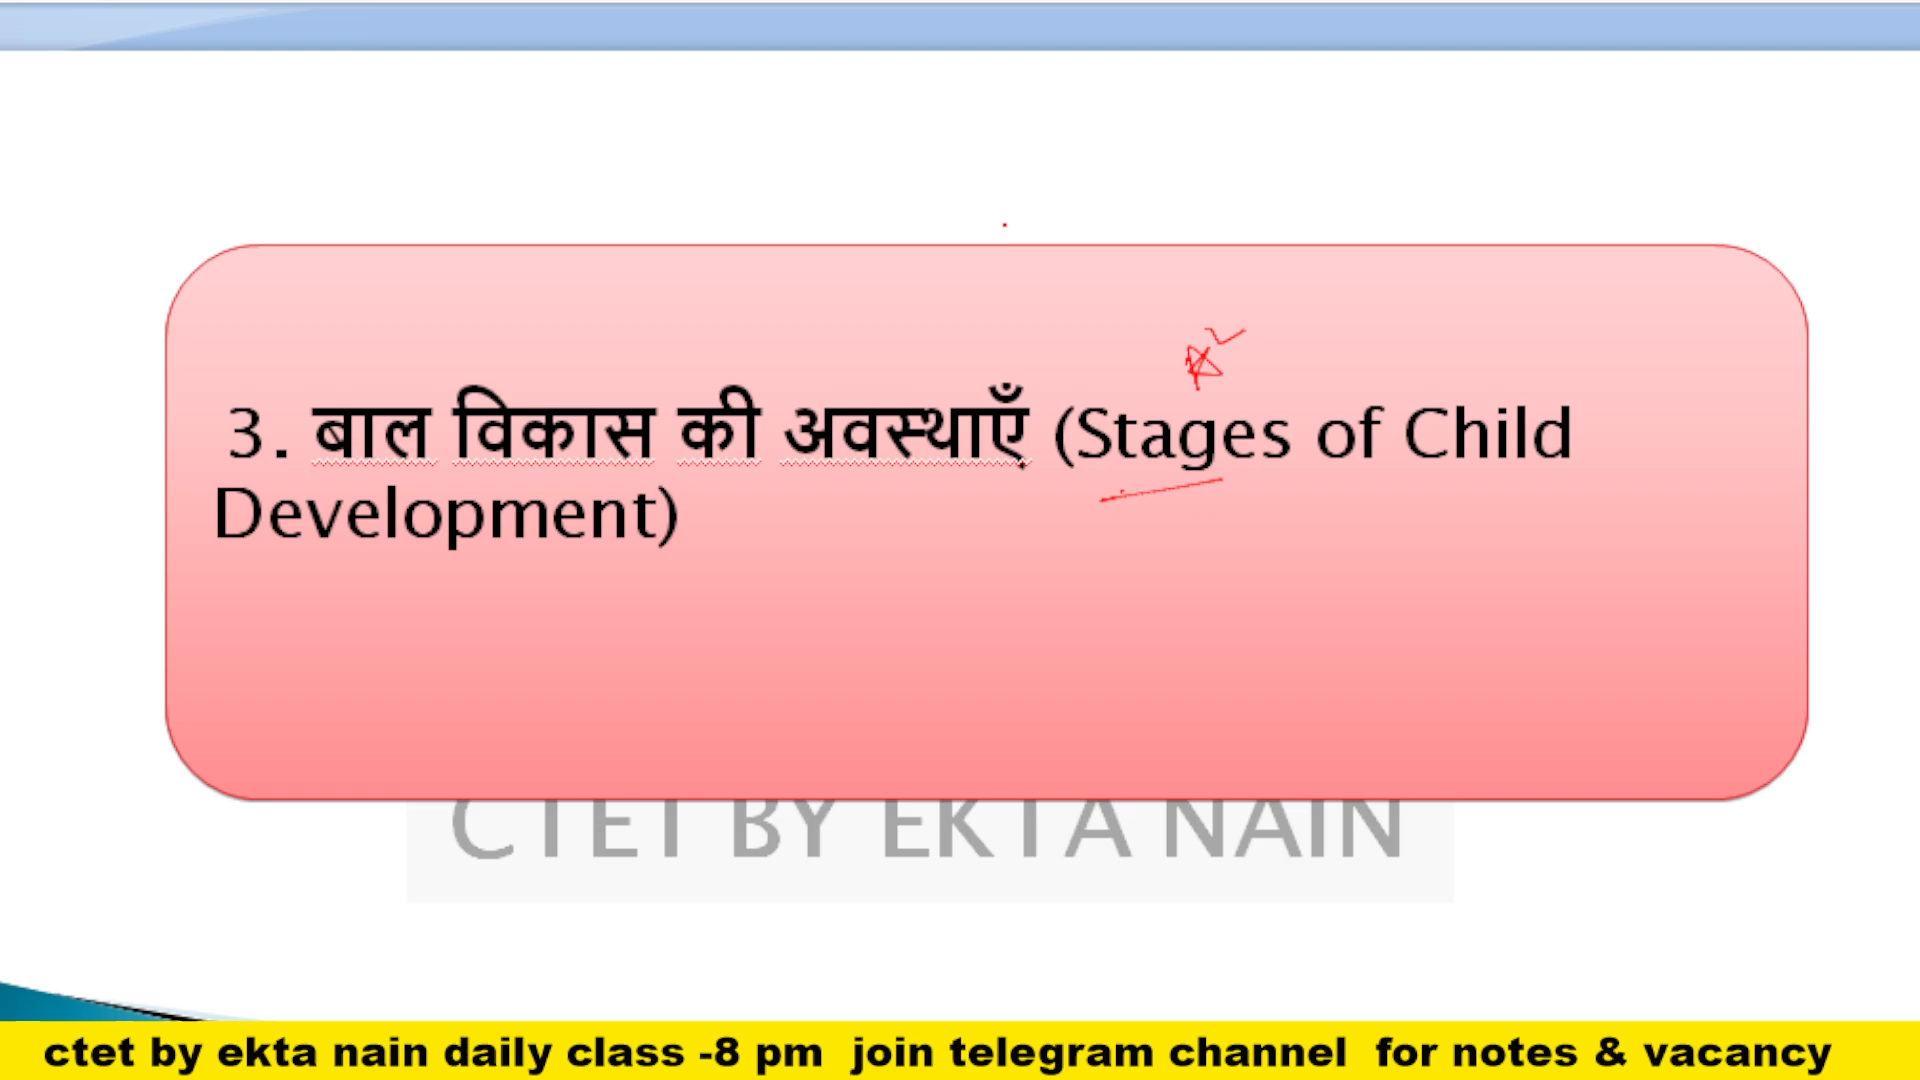 3. बाल विकास की अवस्थाएँ (Stages of Child
Development)
CTET BY EKTA NAIN
ctet by ekta nain daily class -8 pm join telegram channel for notes & vacancy